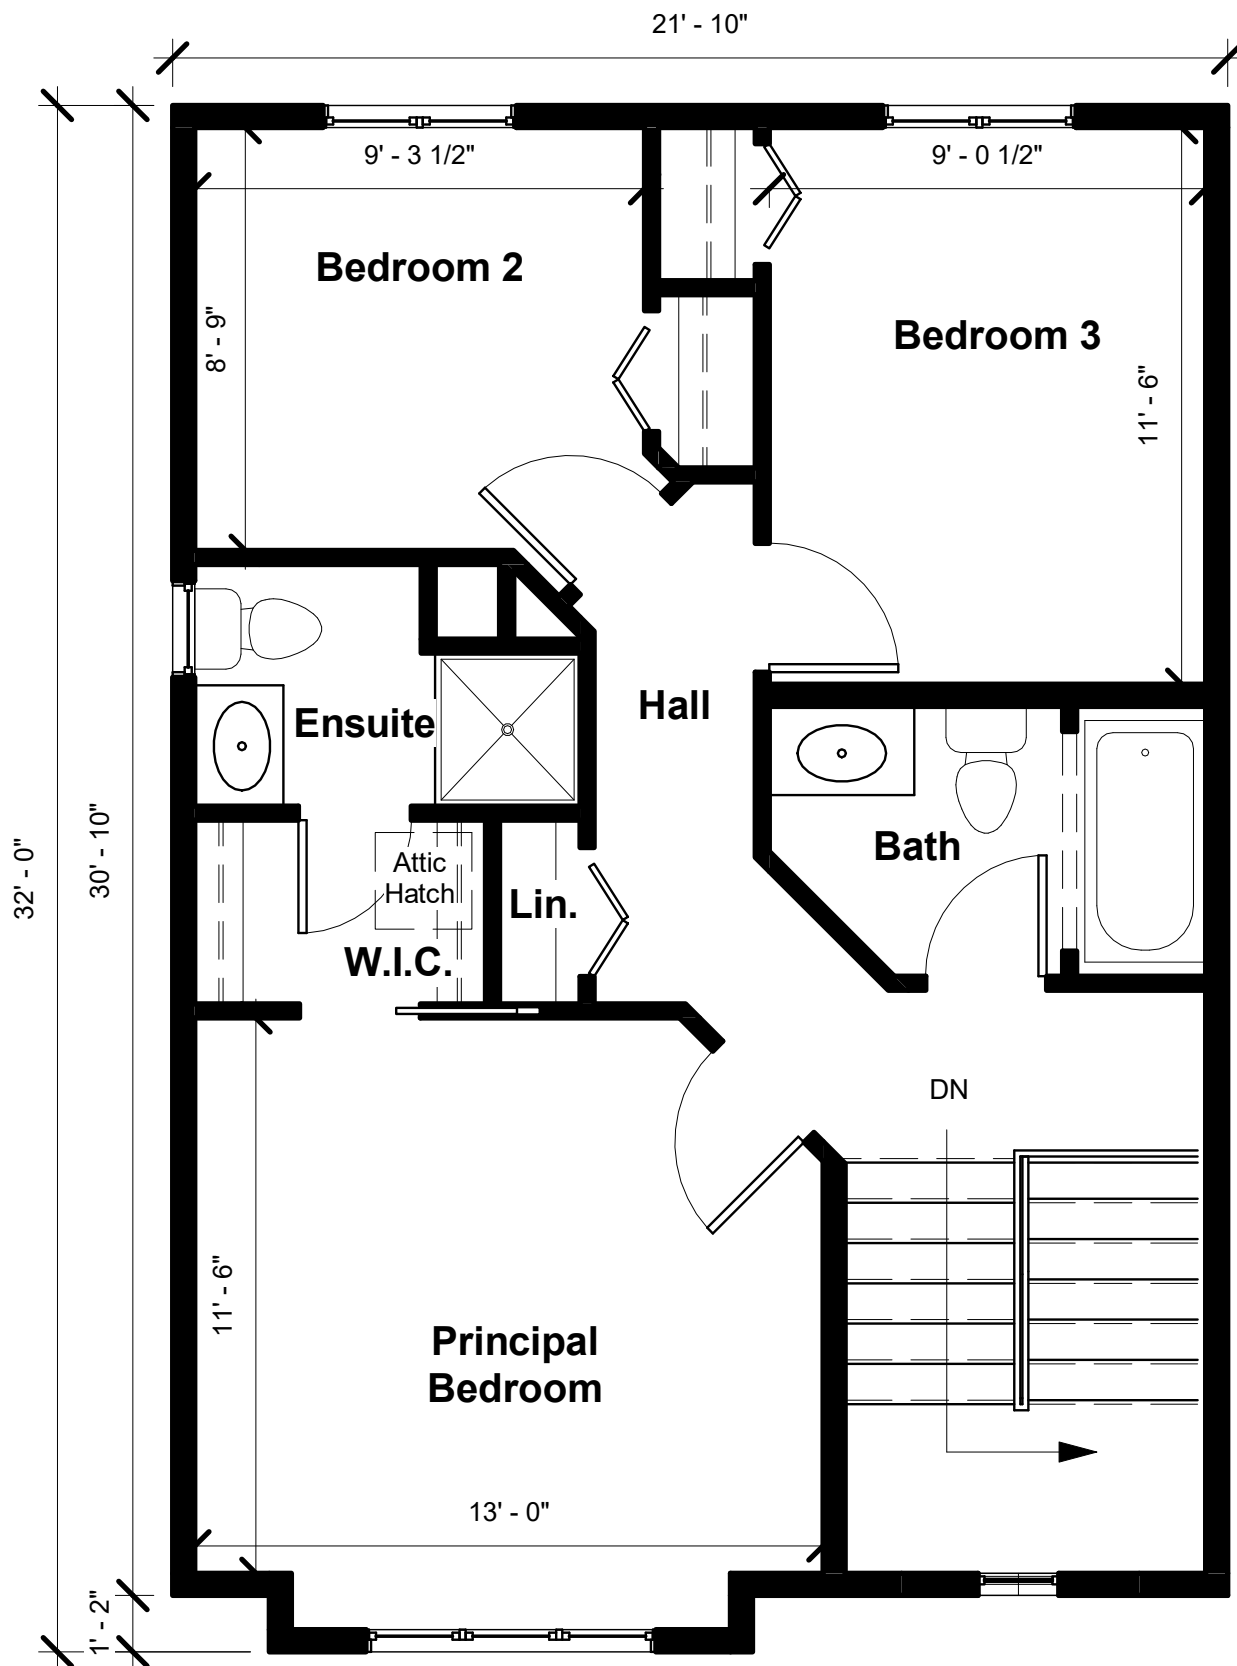 21' - 10"
9' - 3 1/2"
9' - 0 1/2"
Bedroom 2
Bedroom 3
8' - 9"
11' - 6"
Ensuite
Hall
Bath
Attic
Hatch
Lin.
W.I.C.
32' - 0"
30' - 10"
DN
11' - 6"
Principal
Bedroom
13' - 0"
1' - 2"